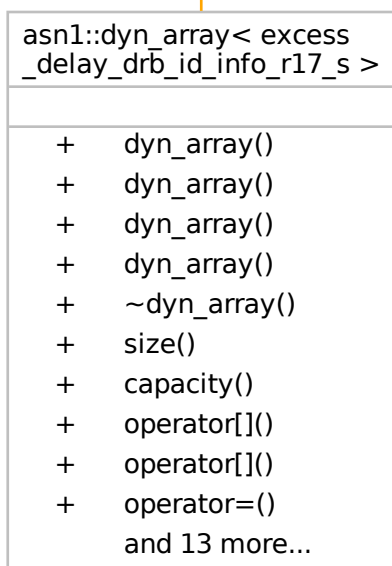 asn1::dyn_array< excess
_delay_drb_id_info_r17_s >
+ dyn_array()
+ dyn_array()
+ dyn_array()
+ dyn_array()
+ ~dyn_array()
+ size()
+ capacity()
+ operator[]()
+ operator[]()
+ operator=()
and 13 more...